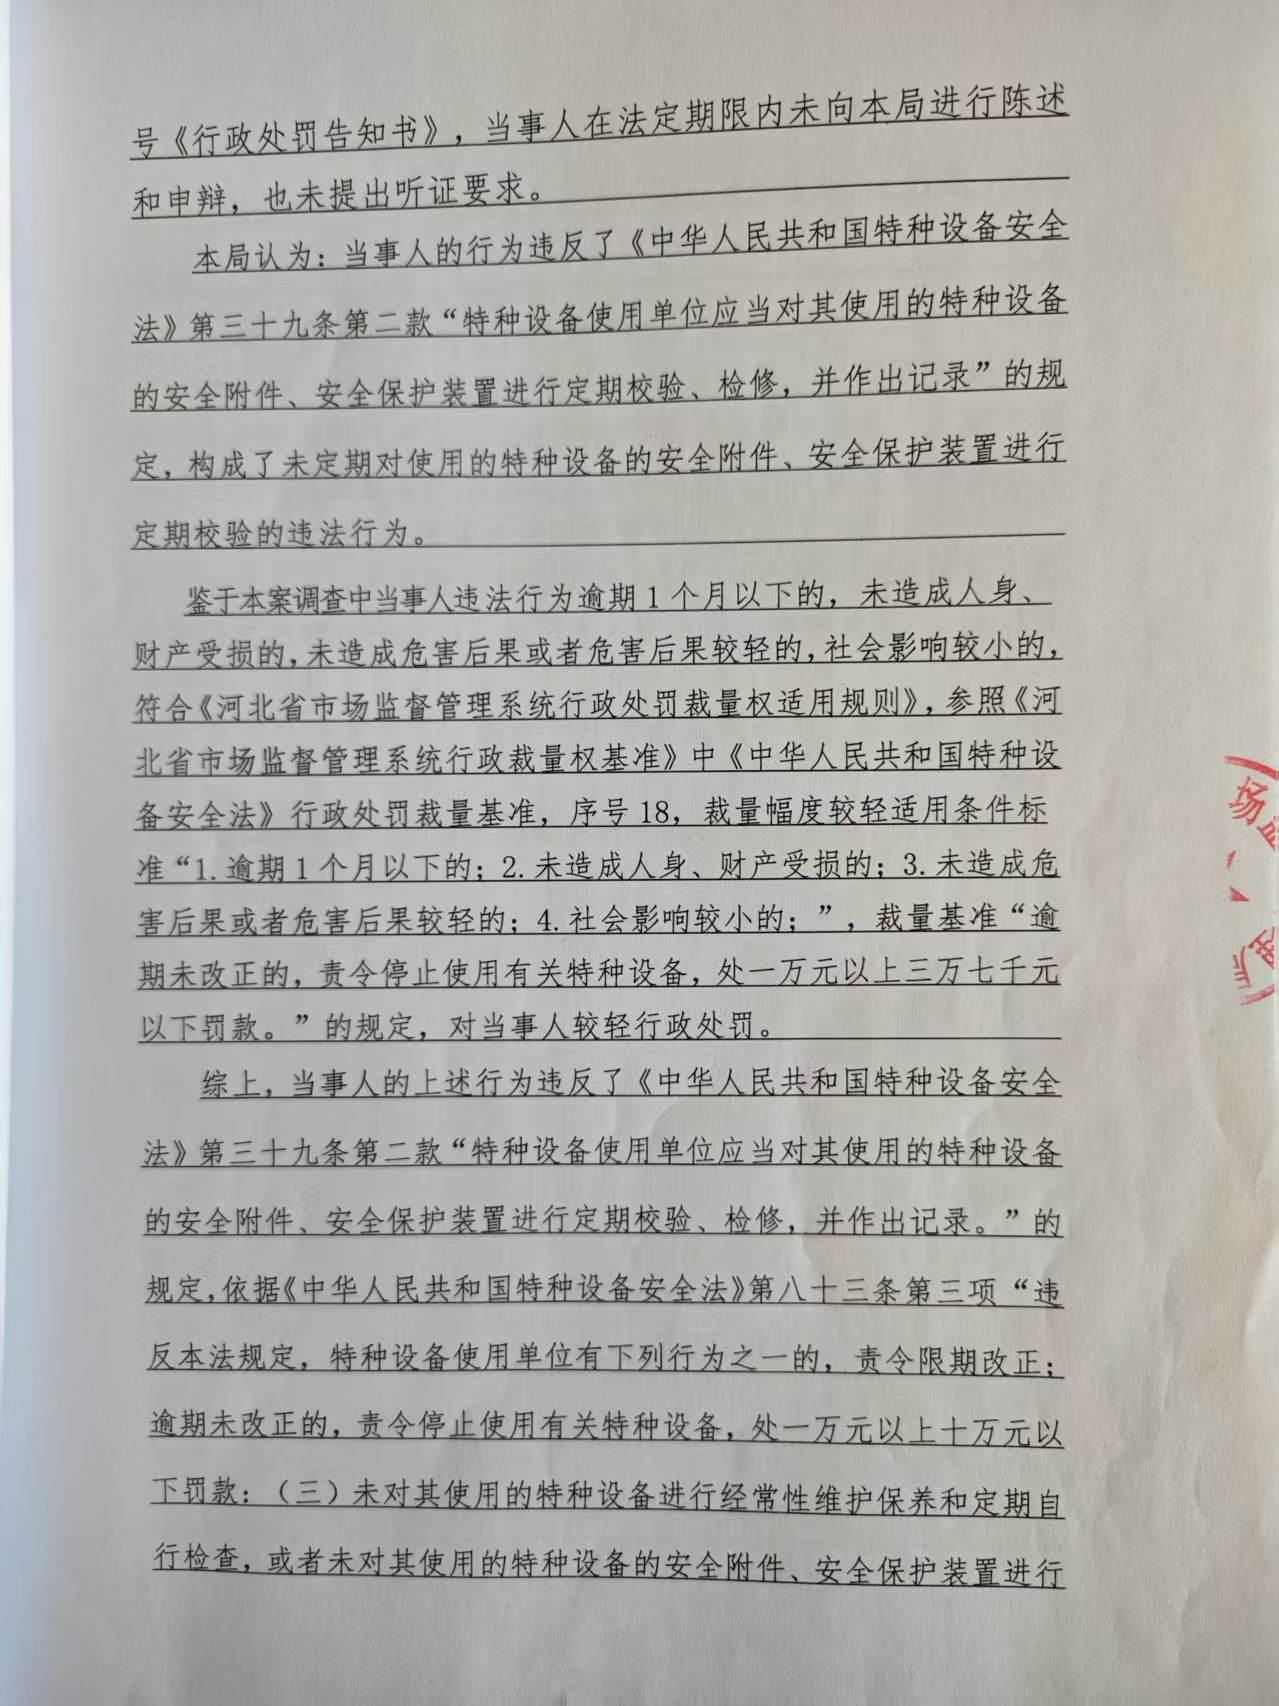 号《行政处罚告知书》，当事人在法定期限内未向本局进行陈述
和申辩，也未提出听证要求。
本局认为：当事人的行为违反了《中华人民共和国特种设备安全
法》第三十九条第二款“特种设备使用单位应当对其使用的特种设备
的安全附件、安全保护装置进行定期校验、检修，并作出记录”的规
定，构成了未定期对使用的特种设备的安全附件、安全保护装置进行
定期校验的违法行为。
鉴于本案调查中当事人违法行为逾期1个月以下的，未造成人身、
财产受损的，未造成危害后果或者危害后果较轻的，社会影响较小的，
符合《河北省市场监督管理系统行政处罚裁量权适用规则》，参照《河
北省市场监督管理系统行政裁量权基准》中《中华人民共和国特种设
备安全法》行政处罚裁量基准，序号18，裁量幅度较轻适用条件标
准“1.逾期1个月以下的；2.未造成人身、财产受损的；3.未造成危
害后果或者危害后果较轻的；4.社会影响较小的；”，裁量基准“逾
期未改正的，责令停止使用有关特种设备，处一万元以上三万七千元
以下罚款。”的规定，对当事人较轻行政处罚。
综上，当事人的上述行为违反了《中华人民共和国特种设备安全
法》第三十九条第二款“特种设备使用单位应当对其使用的特种设备
的安全附件、安全保护装置进行定期校验、检修，并作出记录。”的
规定，依据《中华人民共和国特种设备安全法》第八十三条第三项“违
反本法规定，特种设备使用单位有下列行为之一的，责令限期改正；
逾期未改正的，责令停止使用有关特种设备，处一万元以上十万元以
下罚款：（三）未对其使用的特种设备进行经常性维护保养和定期自
行检查，或者未对其使用的特种设备的安全附件、安全保护装置进行
场监